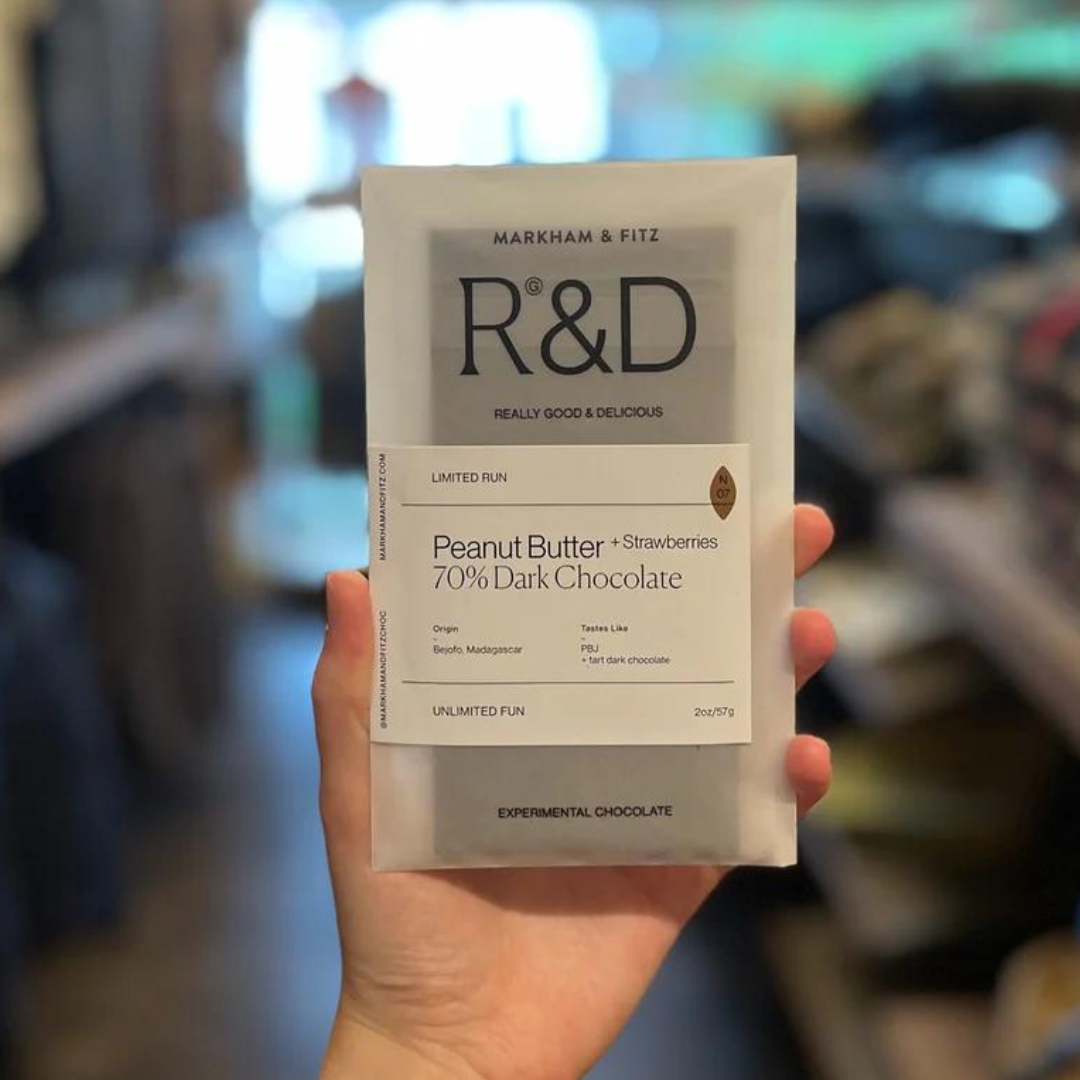 MARKHAM & FITZ
RG&D
REALLY GOOD & DELICIOUS
MARKHAMANDFITZ.COM
@MARKHAMANDFITZCHOC
LIMITED RUN
N
07
Peanut Butter + Strawberries
70% Dark Chocolate
Origin
-
Bejofo, Madagascar
Tastes Like
-
PBJ
+ tart dark chocolate
UNLIMITED FUN
2oz/57g
EXPERIMENTAL CHOCOLATE